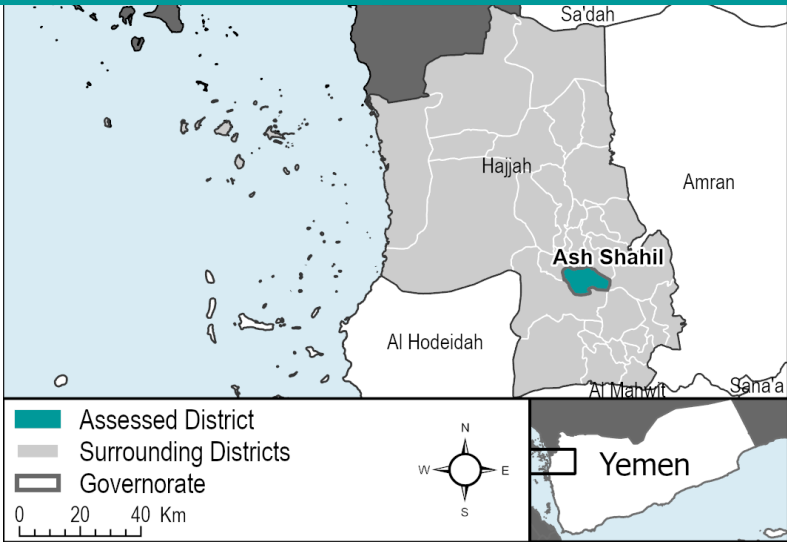 Sa'dah
Hajjah
Amran
Ash Shahil
Al Hodeidah
Al Mahwit
Sana'a
Assessed District
Surrounding Districts
Governorate
0 20 40 Km
N
W E
S
Yemen